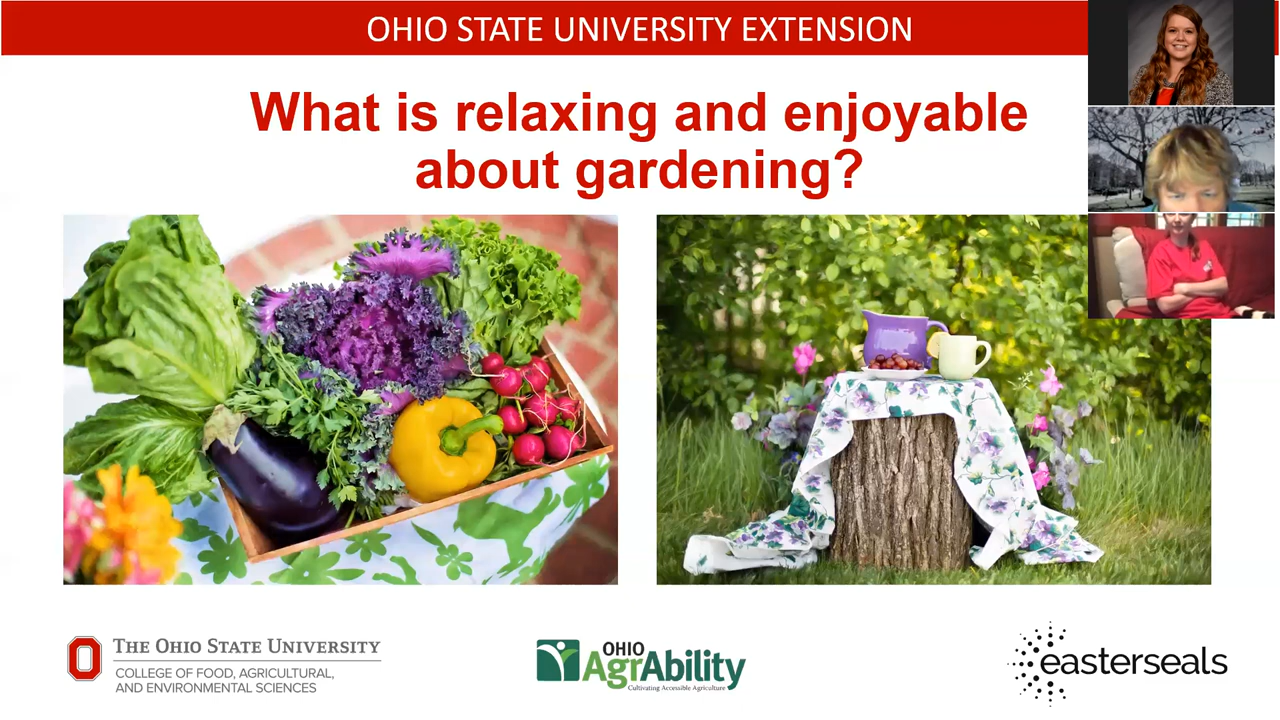 OHIO STATE UNIVERSITY EXTENSION
What is relaxing and enjoyable
about gardening?
THE OHIO STATE UNIVERSITY
COLLEGE OF FOOD, AGRICULTURAL,
AND ENVIRONMENTAL SCIENCES
OHIO
AgrAbility
Cultivating Accessible Agriculture
easterseals